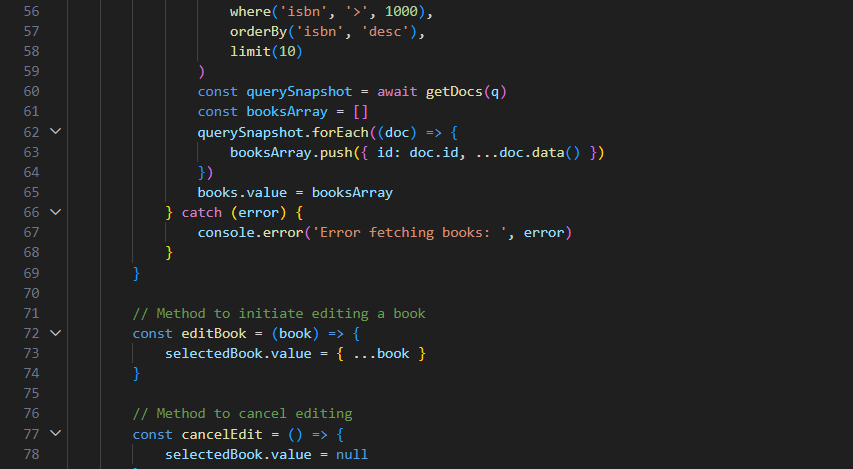 56 where('isbn', '>', 1000),
57 orderBy('isbn', 'desc'),
58 limit(10)
59 )
60 const querySnapshot = await getDocs(q)
61 const booksArray = []
62 querySnapshot.forEach((doc) => {
63 booksArray.push({ id: doc.id, ...doc.data() })
64 })
65 books.value = booksArray
66 } catch (error) {
67 console.error('Error fetching books: ', error)
68 }
69 }
70
71 // Method to initiate editing a book
72 const editBook = (book) => {
73 selectedBook.value = { ...book }
74 }
75
76 // Method to cancel editing
77 const cancelEdit = () => {
78 selectedBook.value = null